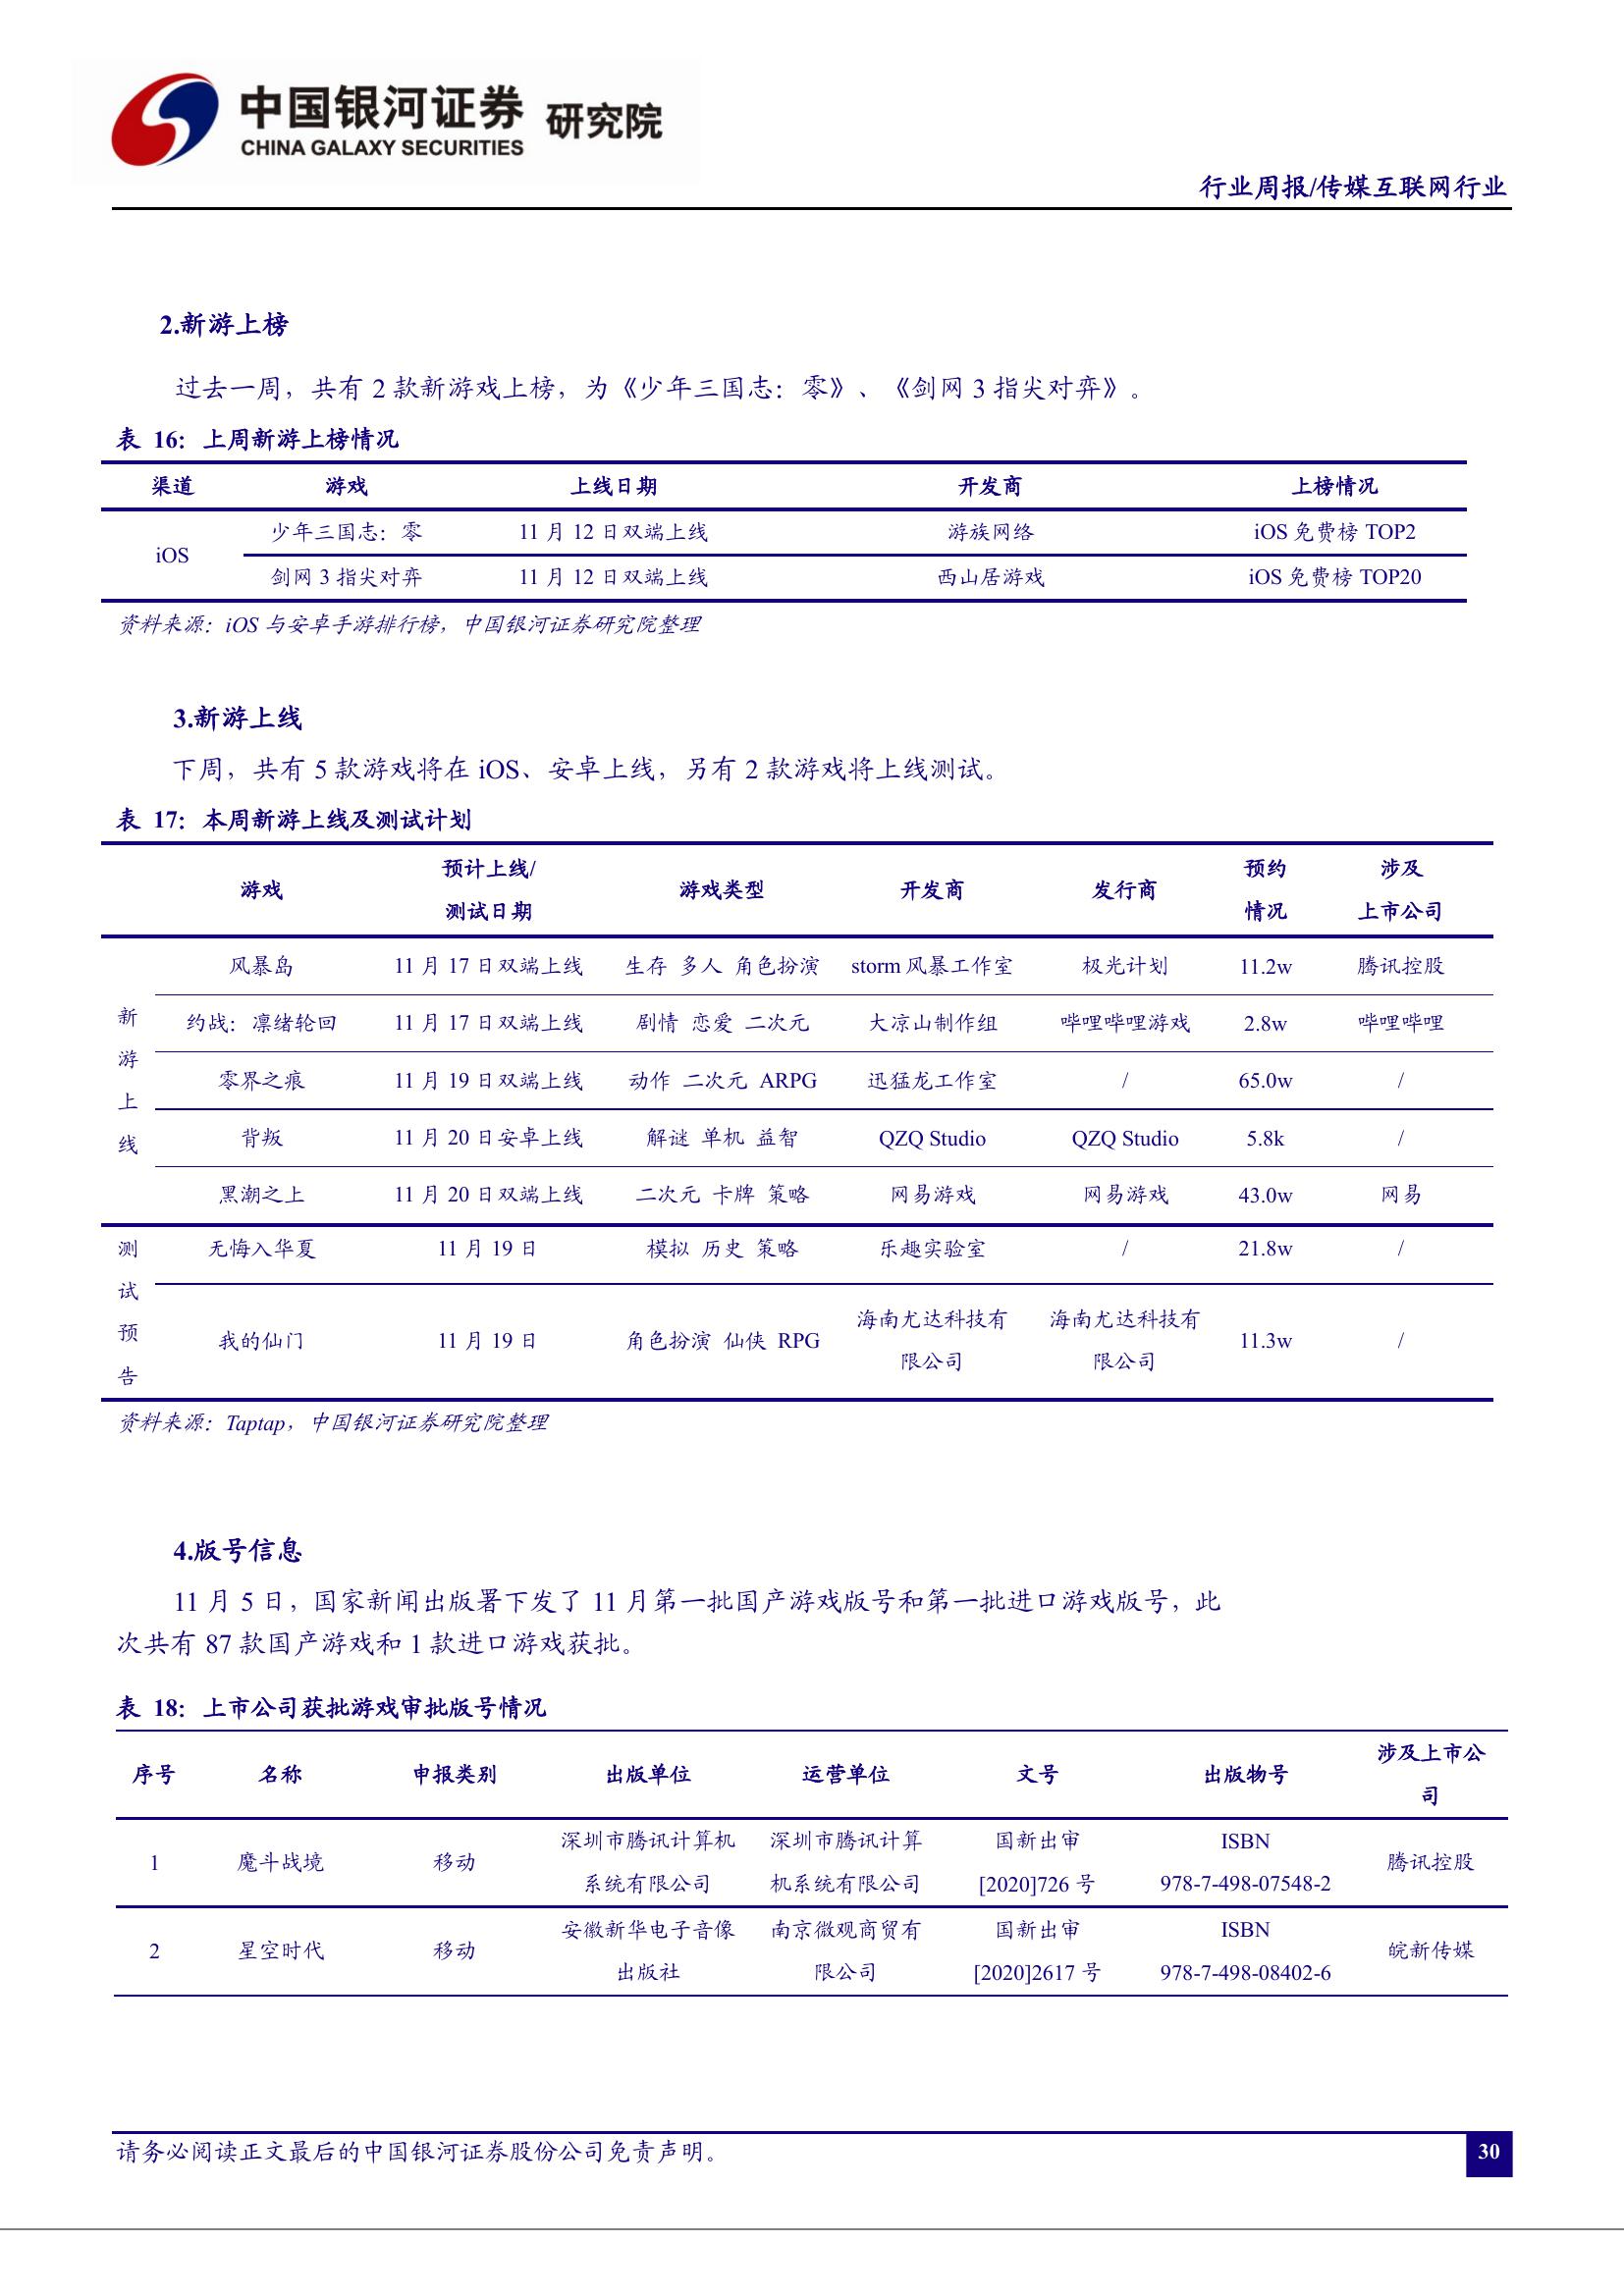 中国银河证券 研究院
CHINA GALAXY SECURITIES
行业周报/传媒互联网行业
2.新游上榜
过去一周，共有 2 款新游戏上榜，为《少年三国志：零》、《剑网 3 指尖对弈》。
表 16：上周新游上榜情况
渠道 游戏 上线日期 开发商 上榜情况
iOS 少年三国志：零 11 月 12 日双端上线 游族网络 iOS 免费榜 TOP2
剑网 3 指尖对弈 11 月 12 日双端上线 西山居游戏 iOS 免费榜 TOP20
资料来源：iOS 与安卓手游排行榜，中国银河证券研究院整理
3.新游上线
下周，共有 5 款游戏将在 iOS、安卓上线，另有 2 款游戏将上线测试。
表 17：本周新游上线及测试计划
游戏 预计上线/测试日期 游戏类型 开发商 发行商 预约情况 涉及上市公司
新游上线
风暴岛 11 月 17 日双端上线 生存 多人 角色扮演 storm 风暴工作室 极光计划 11.2w 腾讯控股
约战：凛绪轮回 11 月 17 日双端上线 剧情 恋爱 二次元 大凉山制作组 哔哩哔哩游戏 2.8w 哔哩哔哩
零界之痕 11 月 19 日双端上线 动作 二次元 ARPG 迅猛龙工作室 / 65.0w /
背叛 11 月 20 日安卓上线 解谜 单机 益智 QZQ Studio QZQ Studio 5.8k /
黑潮之上 11 月 20 日双端上线 二次元 卡牌 策略 网易游戏 网易游戏 43.0w 网易
测试预告
无悔入华夏 11 月 19 日 模拟 历史 策略 乐趣实验室 / 21.8w /
我的仙门 11 月 19 日 角色扮演 仙侠 RPG 海南尤达科技有限公司 海南尤达科技有限公司 11.3w /
资料来源：Taptap，中国银河证券研究院整理
4.版号信息
11 月 5 日，国家新闻出版署下发了 11 月第一批国产游戏版号和第一批进口游戏版号，此
次共有 87 款国产游戏和 1 款进口游戏获批。
表 18：上市公司获批游戏审批版号情况
序号 名称 申报类别 出版单位 运营单位 文号 出版物号 涉及上市公司
1 魔斗战境 移动 深圳市腾讯计算机系统有限公司 深圳市腾讯计算机系统有限公司 国新出审[2020]726 号 ISBN 978-7-498-07548-2 腾讯控股
2 星空时代 移动 安徽新华电子音像出版社 南京微观商贸有限公司 国新出审[2020]2617 号 ISBN 978-7-498-08402-6 皖新传媒
请务必阅读正文最后的中国银河证券股份公司免责声明。
30